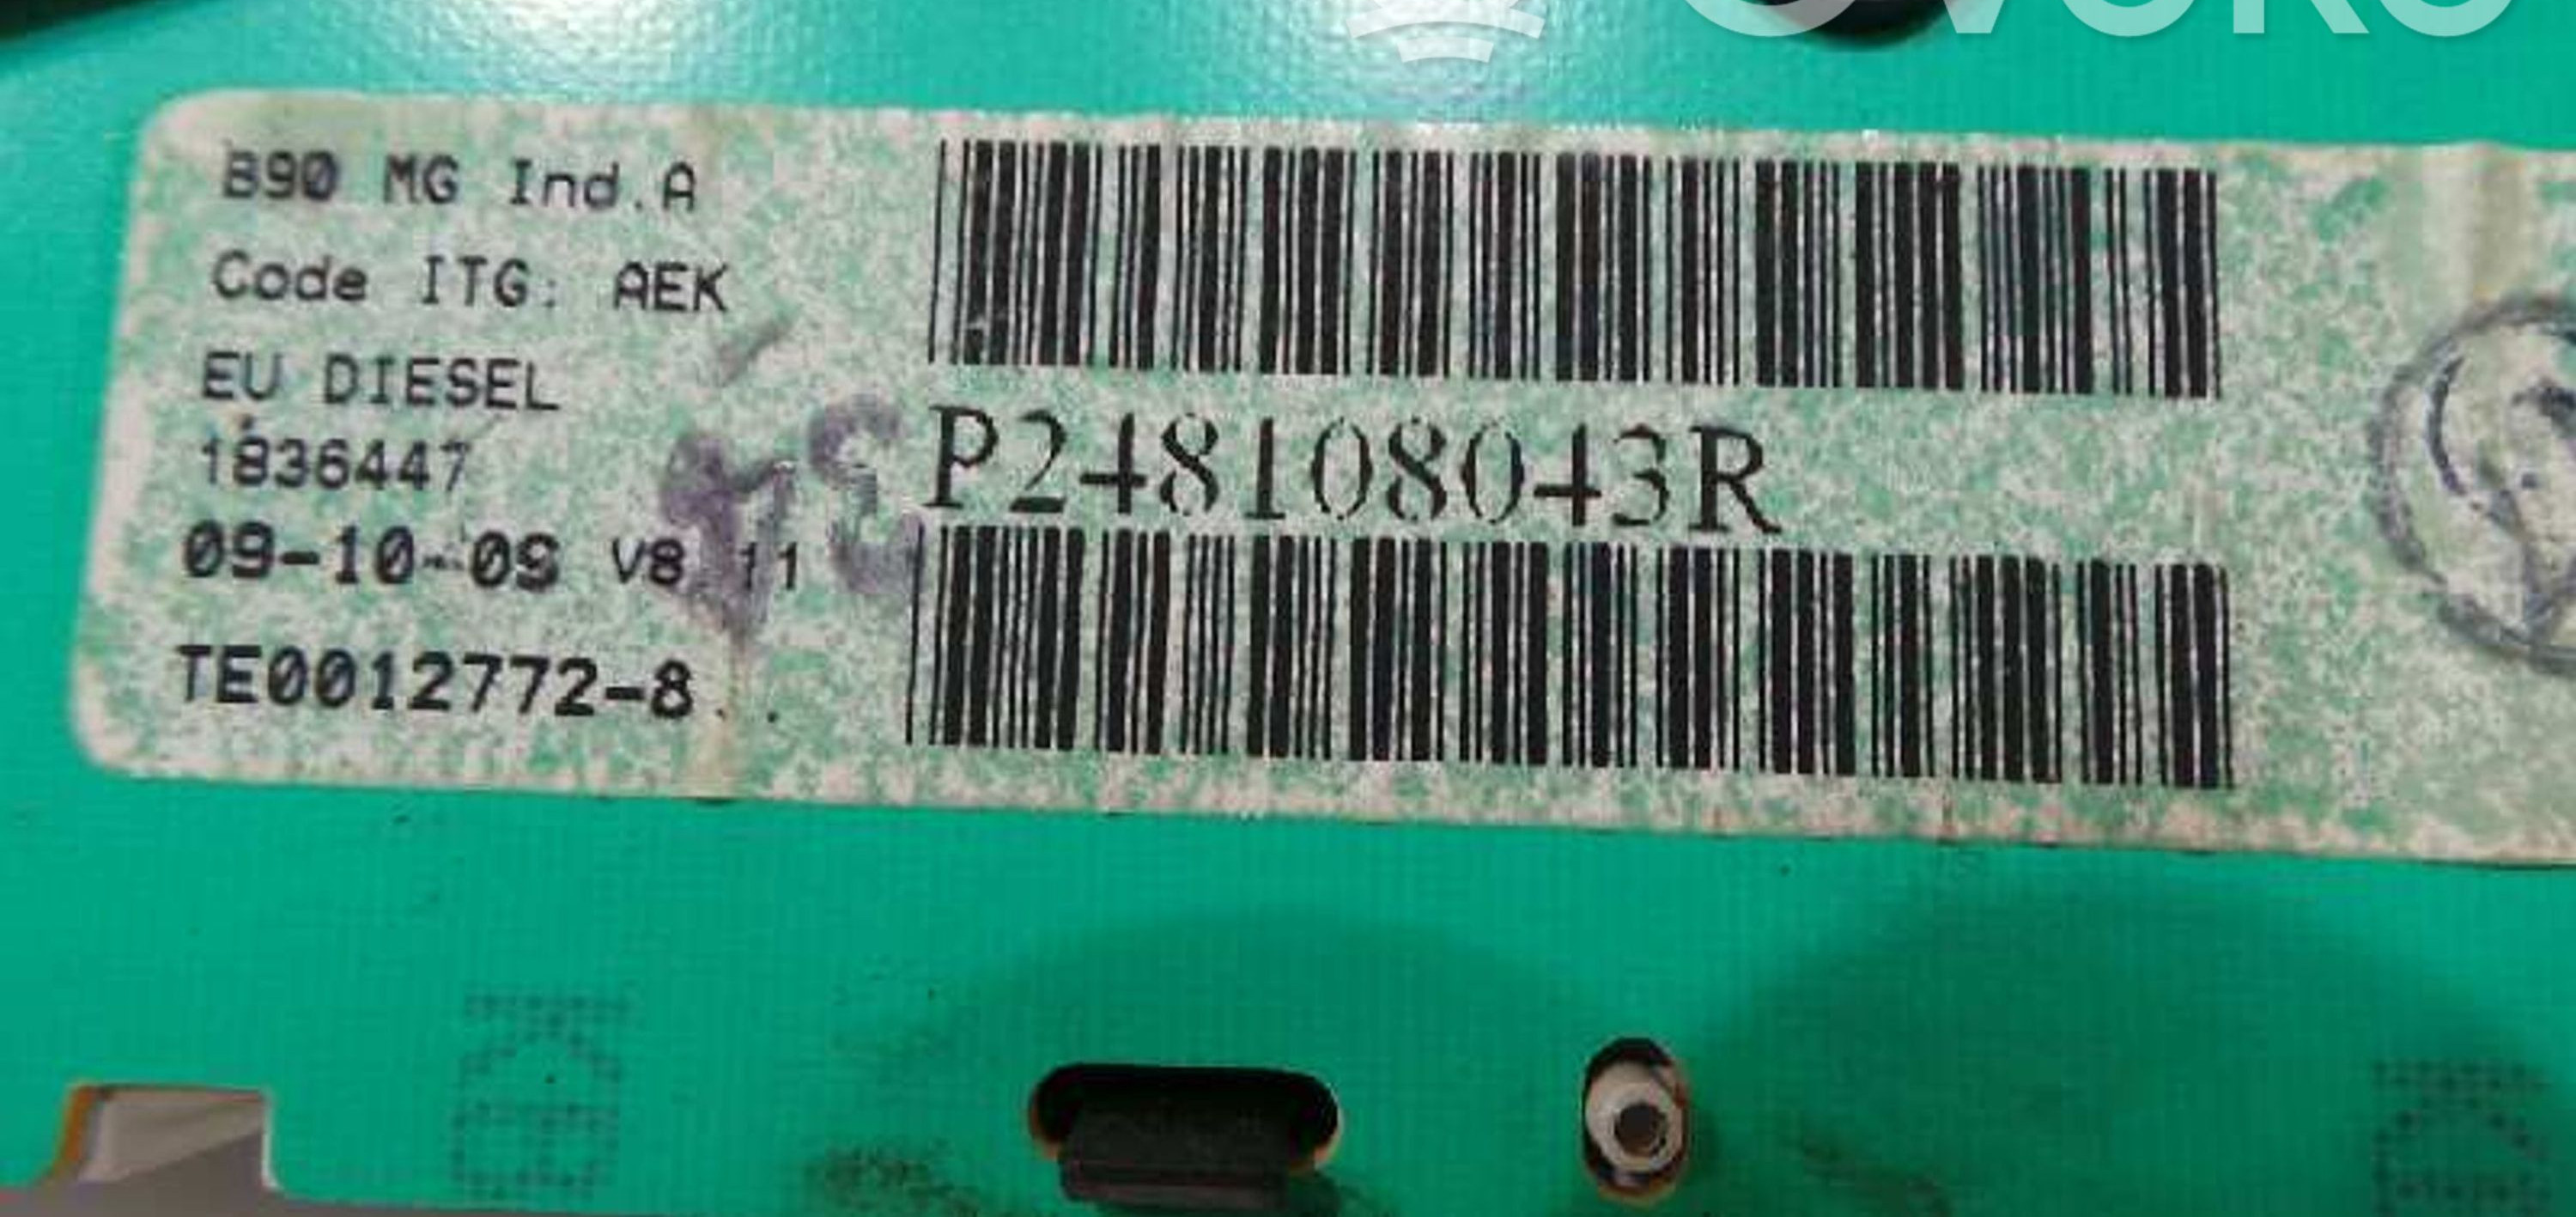 B90 MG Ind.A
Code ITG: AEK
EU DIESEL
1836447
09-10-09 V8.11
TE0012772-8
P248108043R